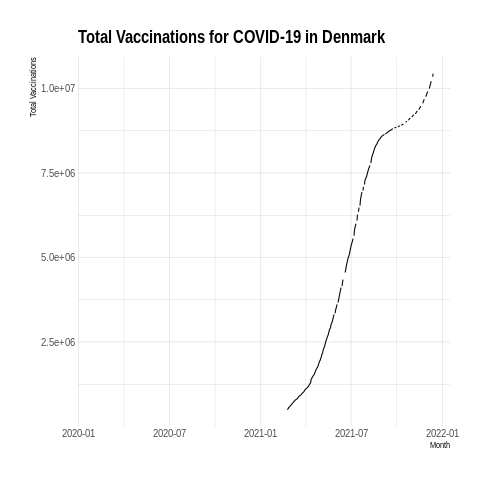 Total Vaccinations for COVID-19 in Denmark
Total Vaccinations
1.0e+07
7.5e+06
5.0e+06
2.5e+06
2020-01 2020-07 2021-01 2021-07 2022-01
Month